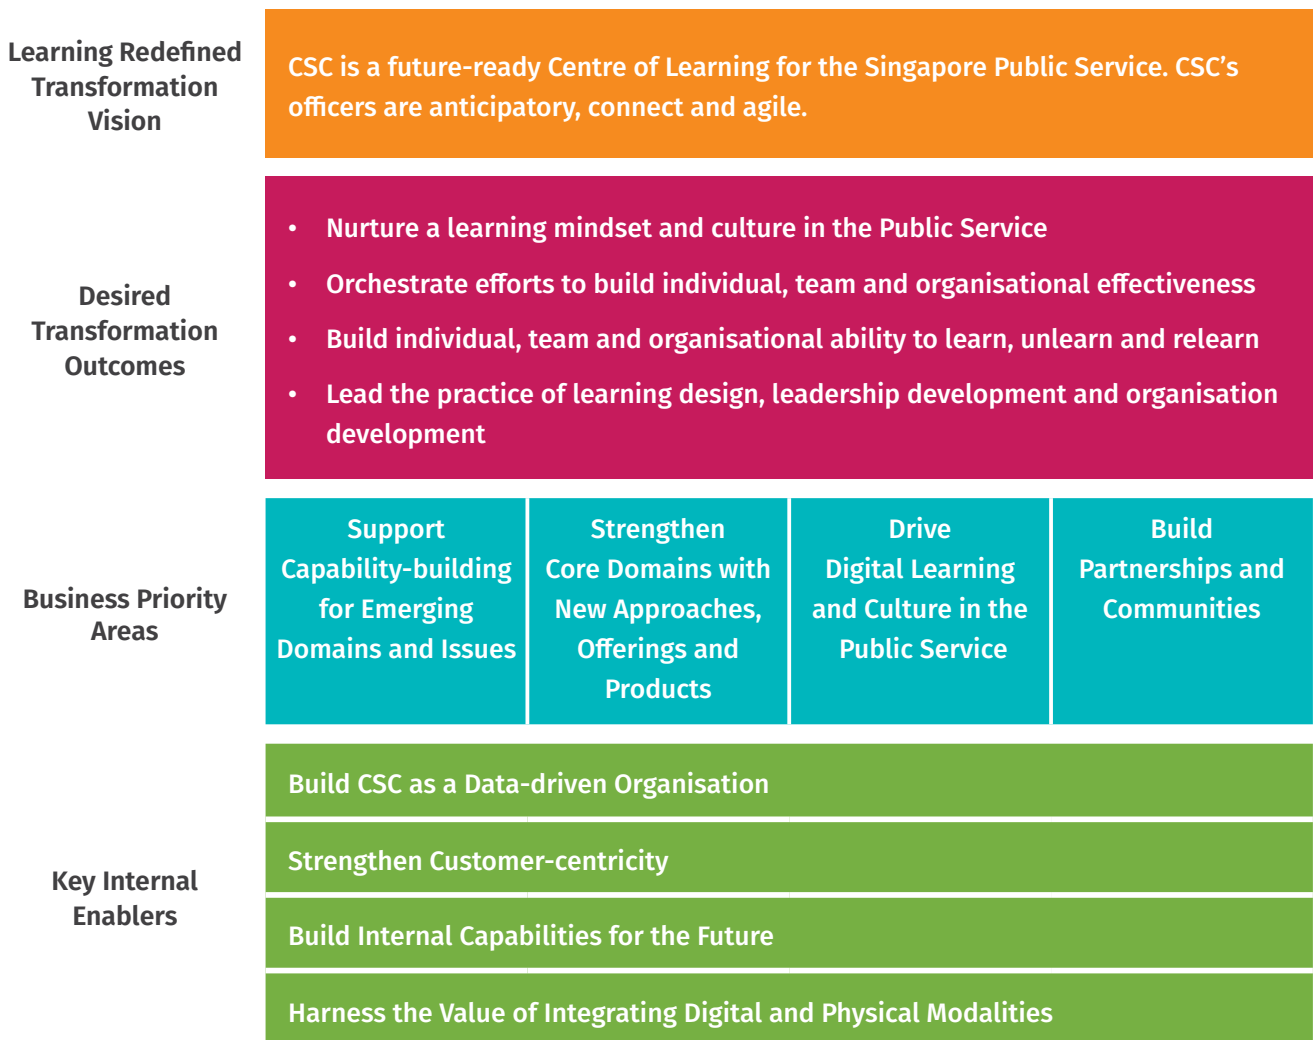 Learning Redefined
Transformation
Vision
CSC is a future-ready Centre of Learning for the Singapore Public Service. CSC’s
officers are anticipatory, connect and agile.
Desired
Transformation
Outcomes
• Nurture a learning mindset and culture in the Public Service
• Orchestrate efforts to build individual, team and organisational effectiveness
• Build individual, team and organisational ability to learn, unlearn and relearn
• Lead the practice of learning design, leadership development and organisation
development
Business Priority
Areas
Support
Capability-building
for Emerging
Domains and Issues
Strengthen
Core Domains with
New Approaches,
Offerings and
Products
Drive
Digital Learning
and Culture in the
Public Service
Build
Partnerships and
Communities
Key Internal
Enablers
Build CSC as a Data-driven Organisation
Strengthen Customer-centricity
Build Internal Capabilities for the Future
Harness the Value of Integrating Digital and Physical Modalities